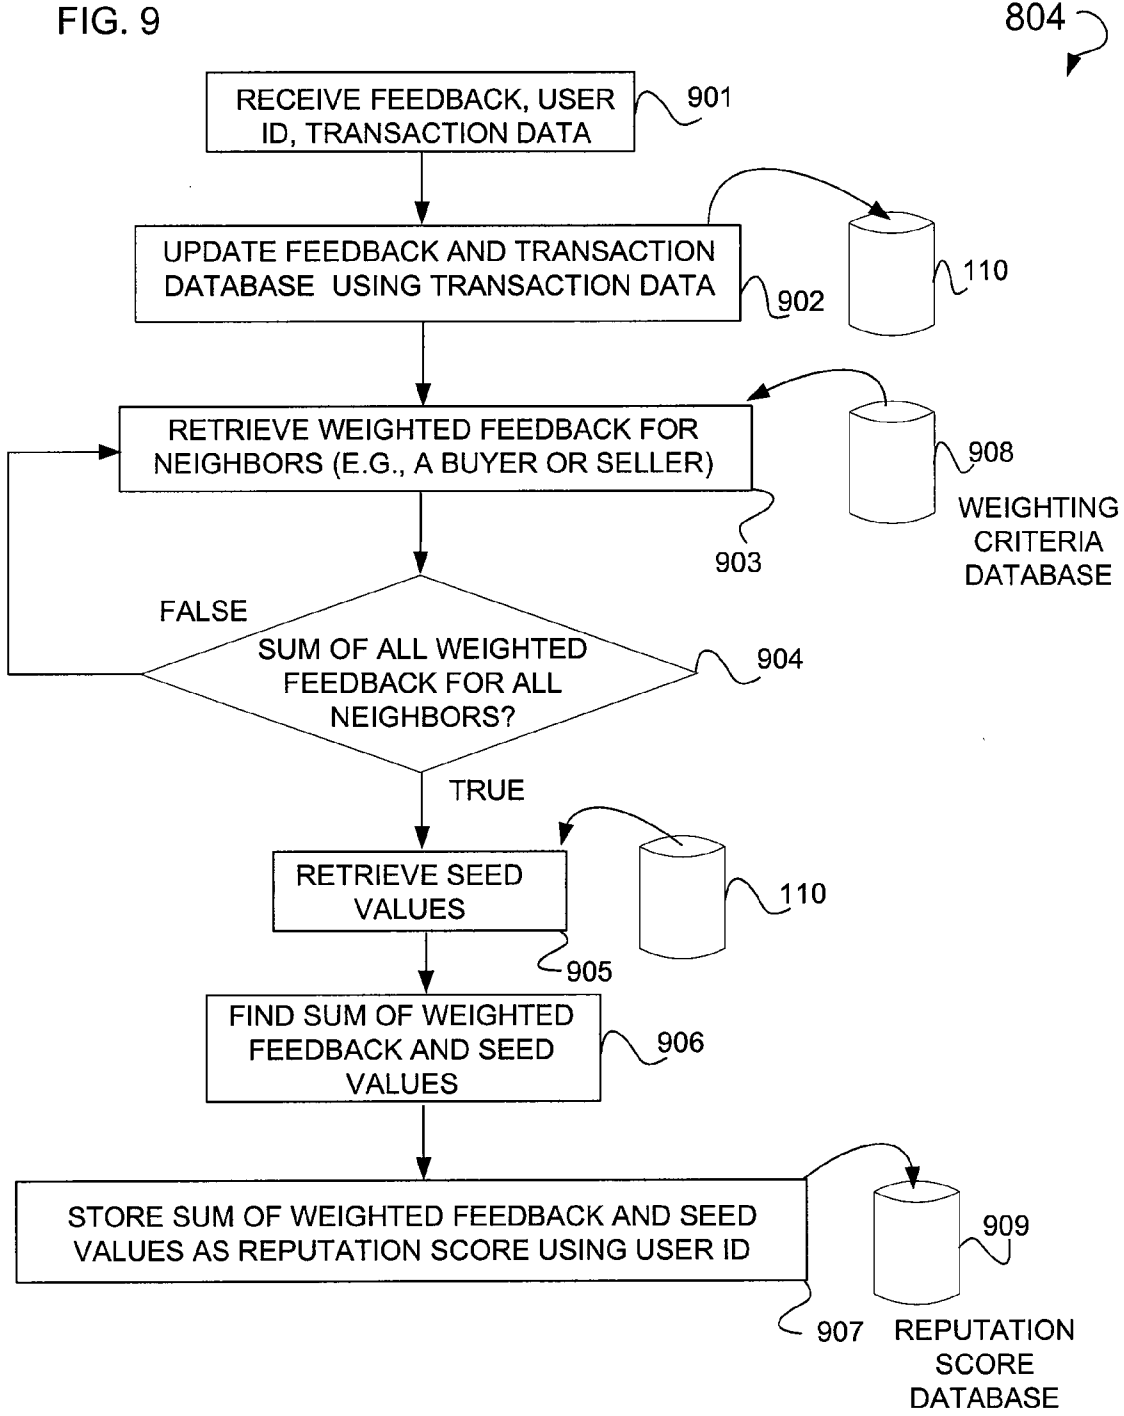 FIG. 9
804
RECEIVE FEEDBACK, USER
ID, TRANSACTION DATA
901
UPDATE FEEDBACK AND TRANSACTION
DATABASE USING TRANSACTION DATA
902
110
RETRIEVE WEIGHTED FEEDBACK FOR
NEIGHBORS (E.G., A BUYER OR SELLER)
903
908
WEIGHTING
CRITERIA
DATABASE
FALSE
SUM OF ALL WEIGHTED
FEEDBACK FOR ALL
NEIGHBORS?
904
TRUE
RETRIEVE SEED
VALUES
905
110
FIND SUM OF WEIGHTED
FEEDBACK AND SEED
VALUES
906
STORE SUM OF WEIGHTED FEEDBACK AND SEED
VALUES AS REPUTATION SCORE USING USER ID
907
909
REPUTATION
SCORE
DATABASE